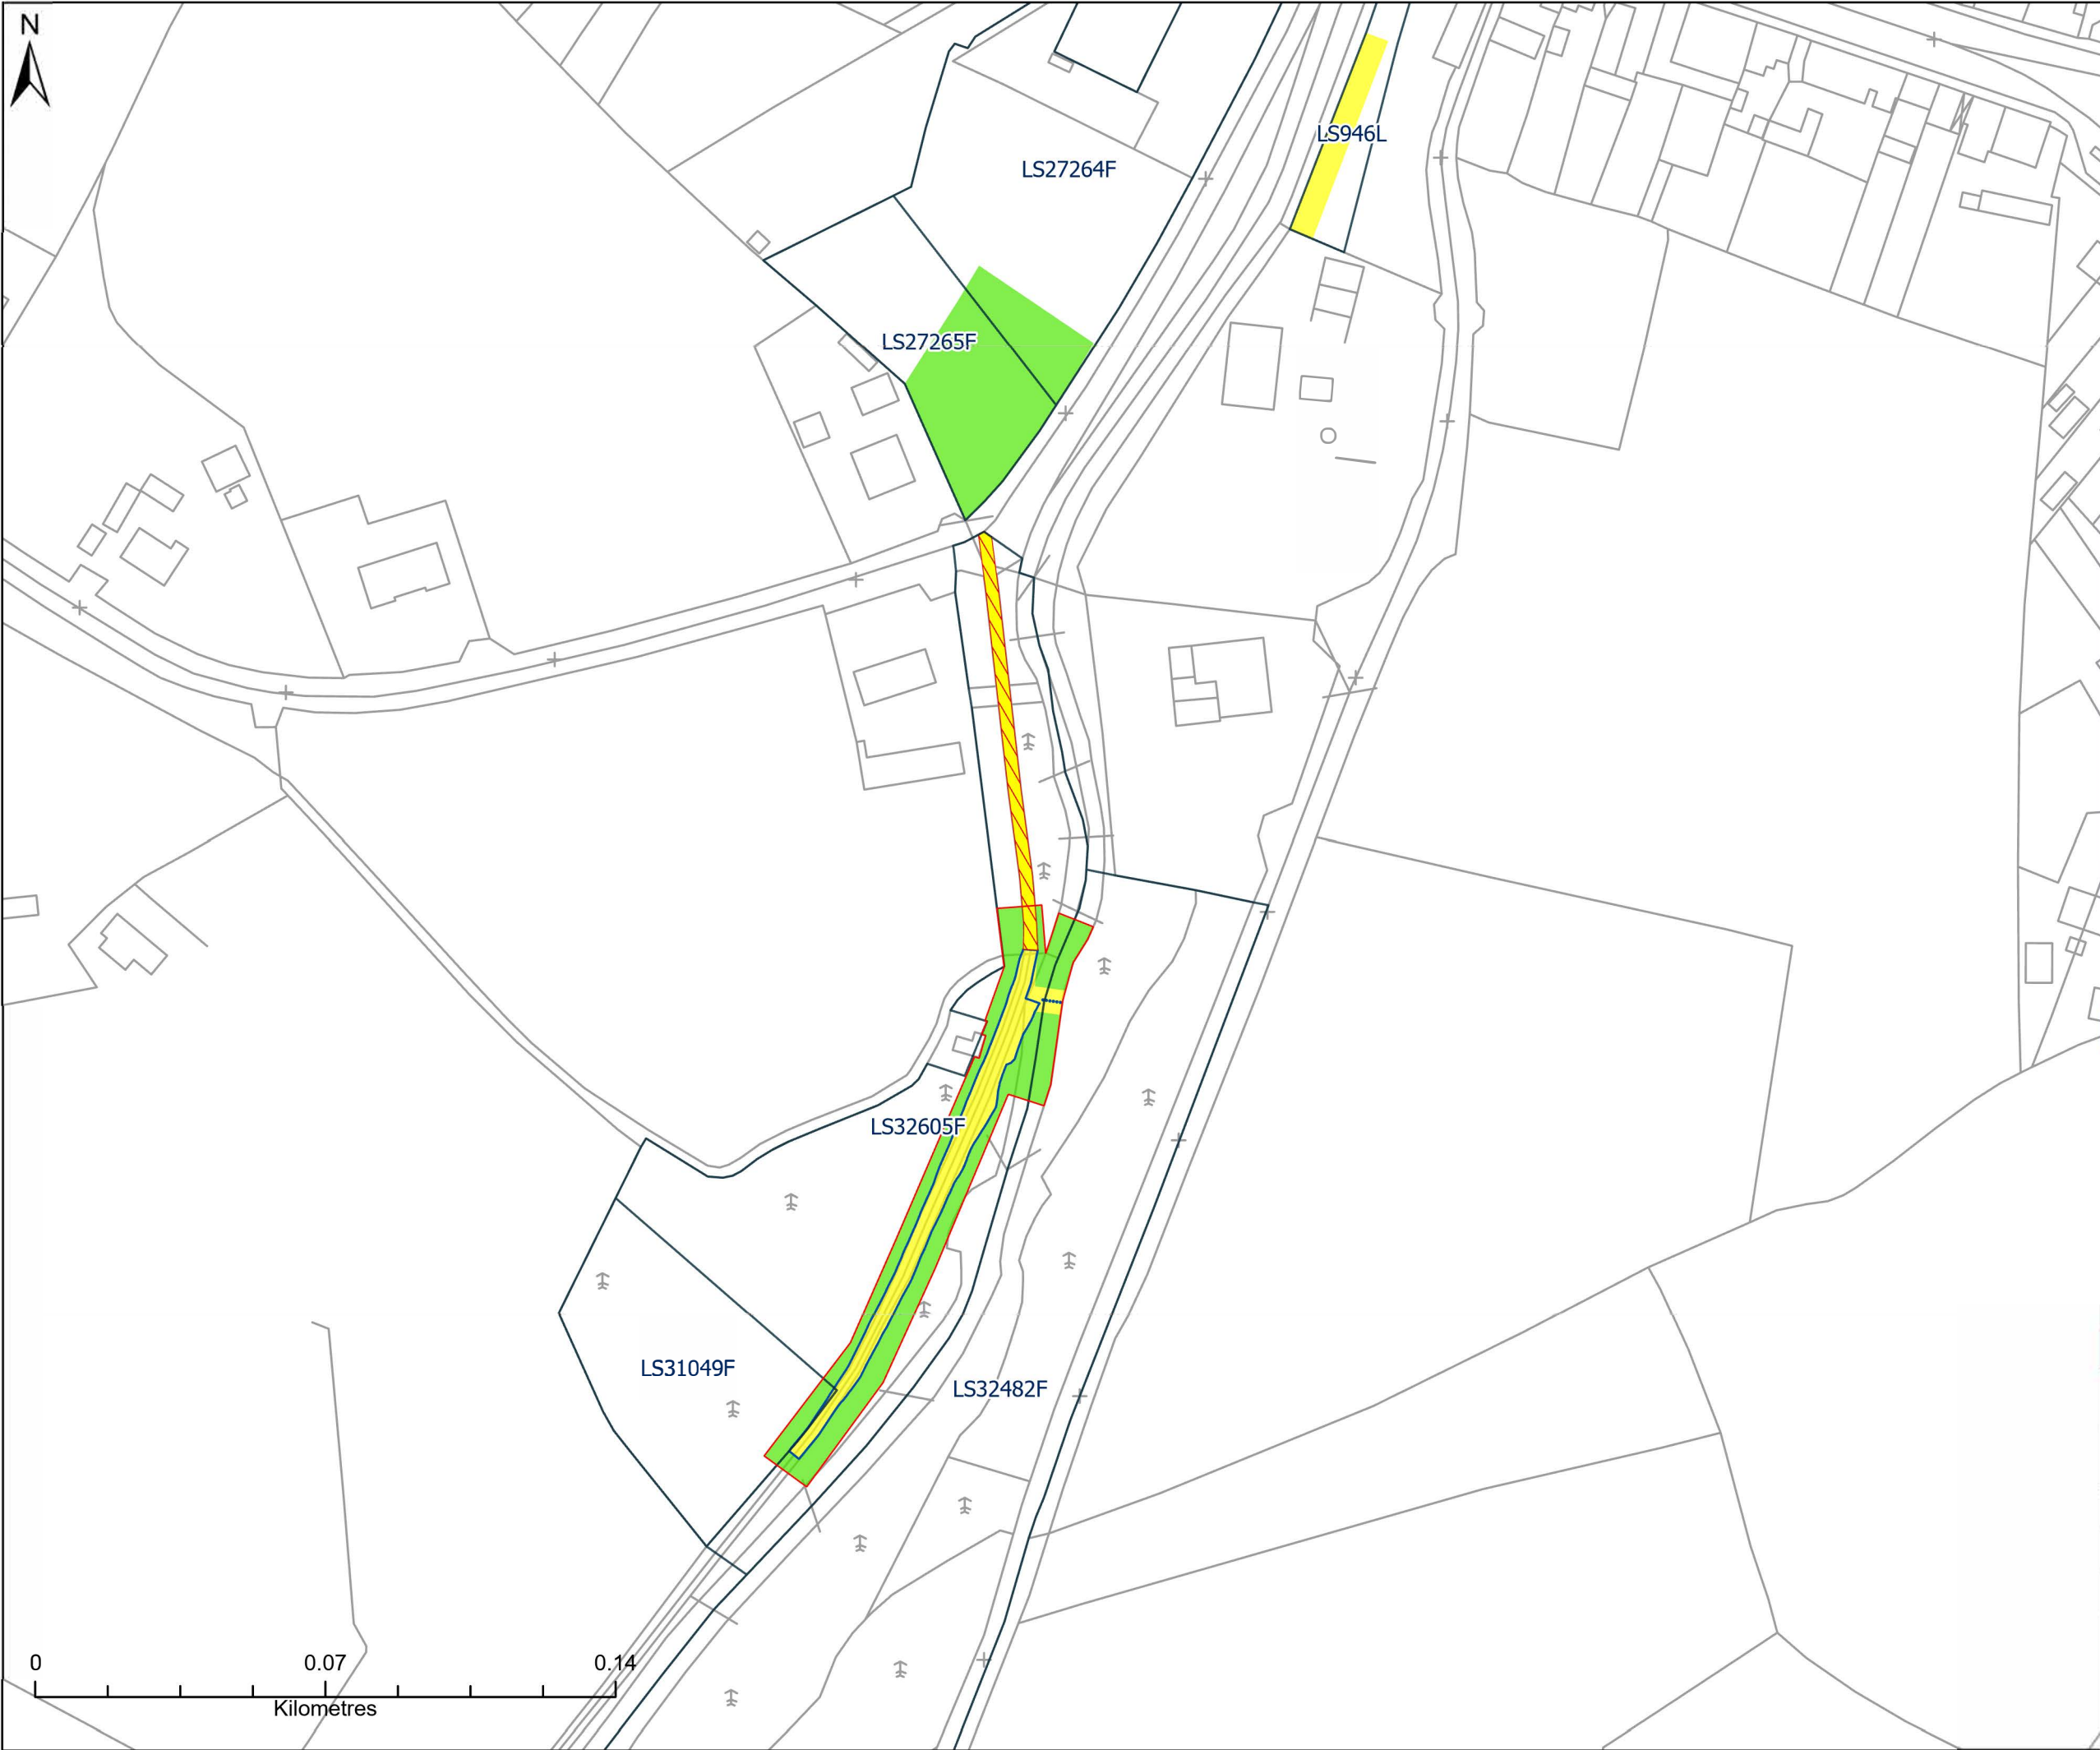 N
LS946L
LS27264F
LS27265F
LS32605F
LS31049F
LS32482F
0 0.07 0.14
Kilometres